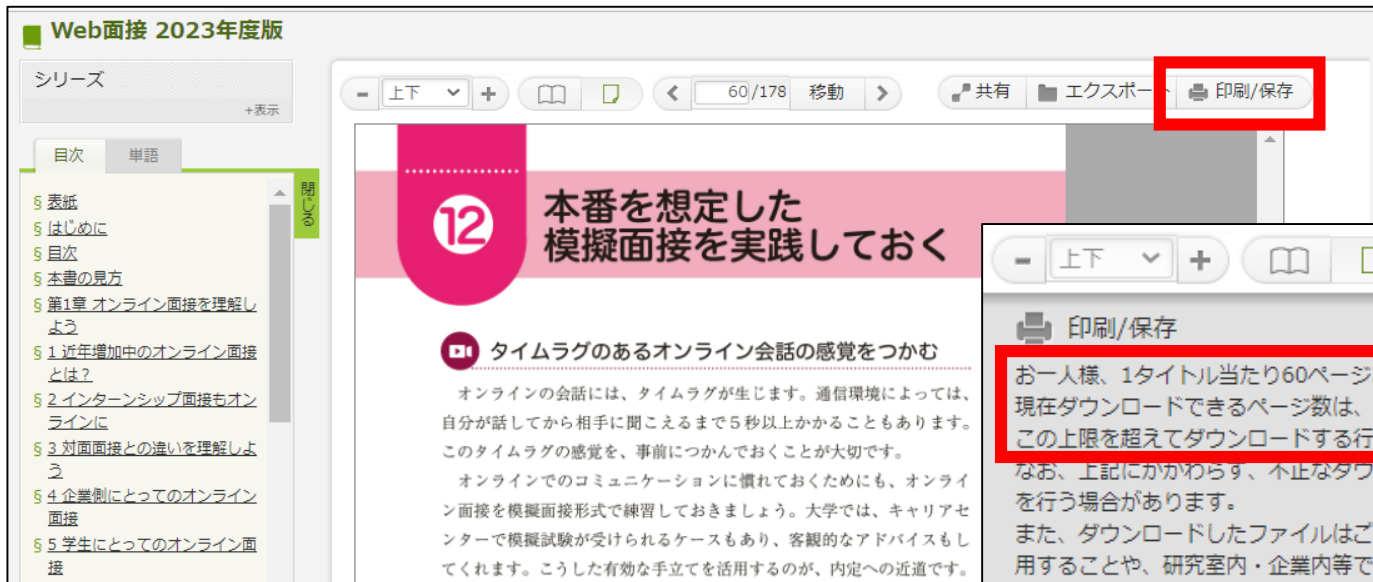 Web面接 2023年度版
シリーズ
+表示
目次 単語
§ 表紙
§ はじめに
§ 目次
§ 本書の見方
§ 第1章 オンライン面接を理解し
よう
§ 1 近年増加中のオンライン面接
とは？
§ 2 インターンシップ面接もオン
ラインに
§ 3 対面面接との違いを理解しよ
う
§ 4 企業側にとってのオンライン
面接
§ 5 学生にとってのオンライン面
接
閉じる
- 上下 + 60/178 移動 共有 エクスポート 印刷/保存
12
本番を想定した
模擬面接を実践しておく
タイムラグのあるオンライン会話の感覚をつかむ
オンラインの会話には、タイムラグが生じます。通信環境によっては、
自分が話してから相手に聞こえるまで５秒以上かかることもあります。
このタイムラグの感覚を、事前につかんでおくことが大切です。
オンラインでのコミュニケーションに慣れておくためにも、オンライ
ン面接を模擬面接形式で練習しておきましょう。大学では、キャリアセ
ンターで模擬試験が受けられるケースもあり、客観的なアドバイスもし
てくれます。こうした有効な手立てを活用するのが、内定への近道です。
- 上下 +
印刷/保存
お一人様、1タイトル当たり60ページ
現在ダウンロードできるページ数は、
この上限を超えてダウンロードする行
なお、上記にかかわらず、不正なダウ
を行う場合があります。
また、ダウンロードしたファイルはご
用することや、研究室内・企業内等で